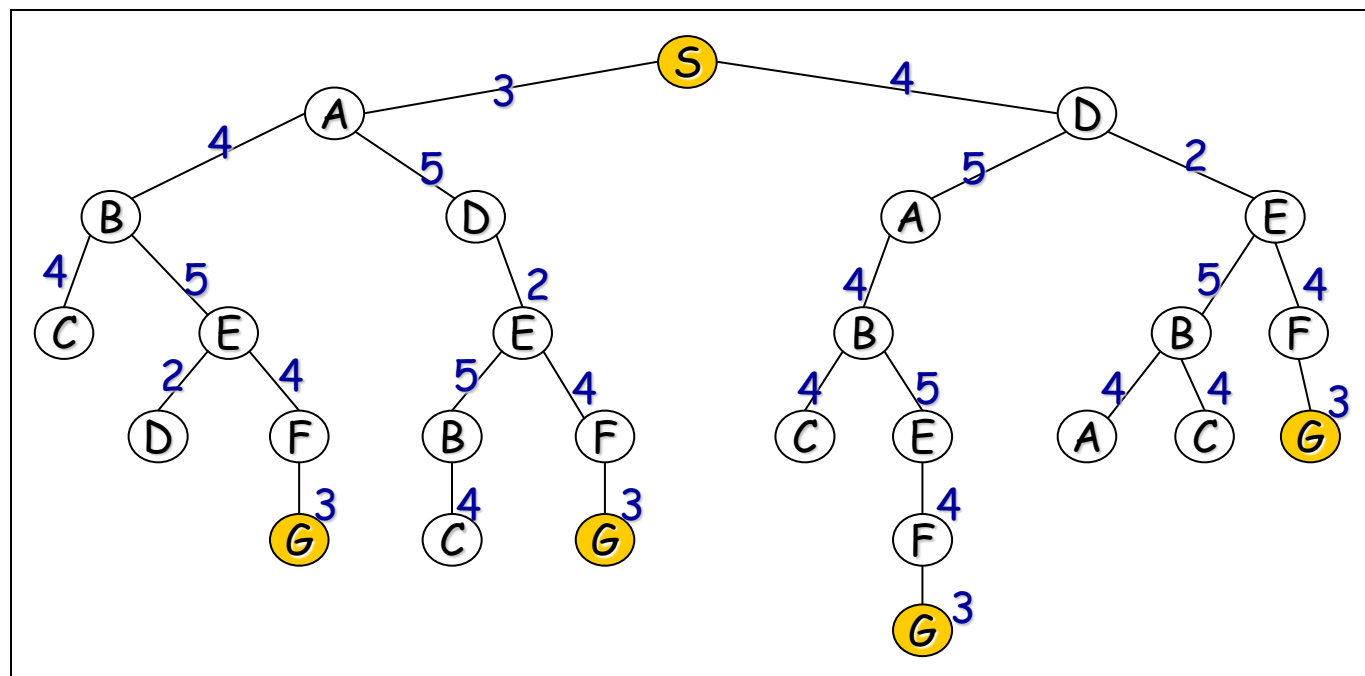 S
3 4
A D
4 5 5 2
B D A E
4 5 2 4 5 4
C E E B B F
2 4 5 4 4 5 4 4 3
D F B F C E A C G
3 4 3 4
G C G F
3
G